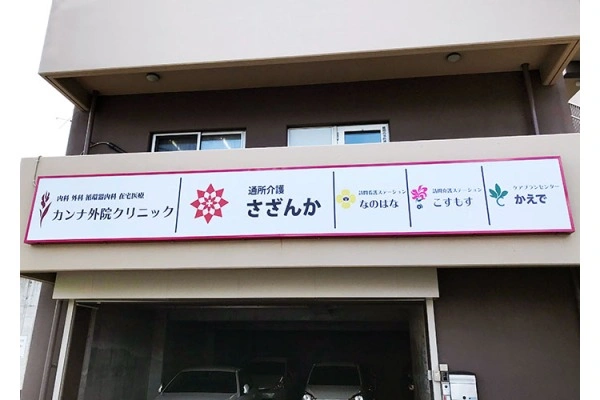 内科 外科 循環器内科 在宅医療
カンナ外院クリニック
通所介護
さざんか
訪問看護ステーション
なのはな
訪問介護ステーション
こすもす
ケアプランセンター
かえで